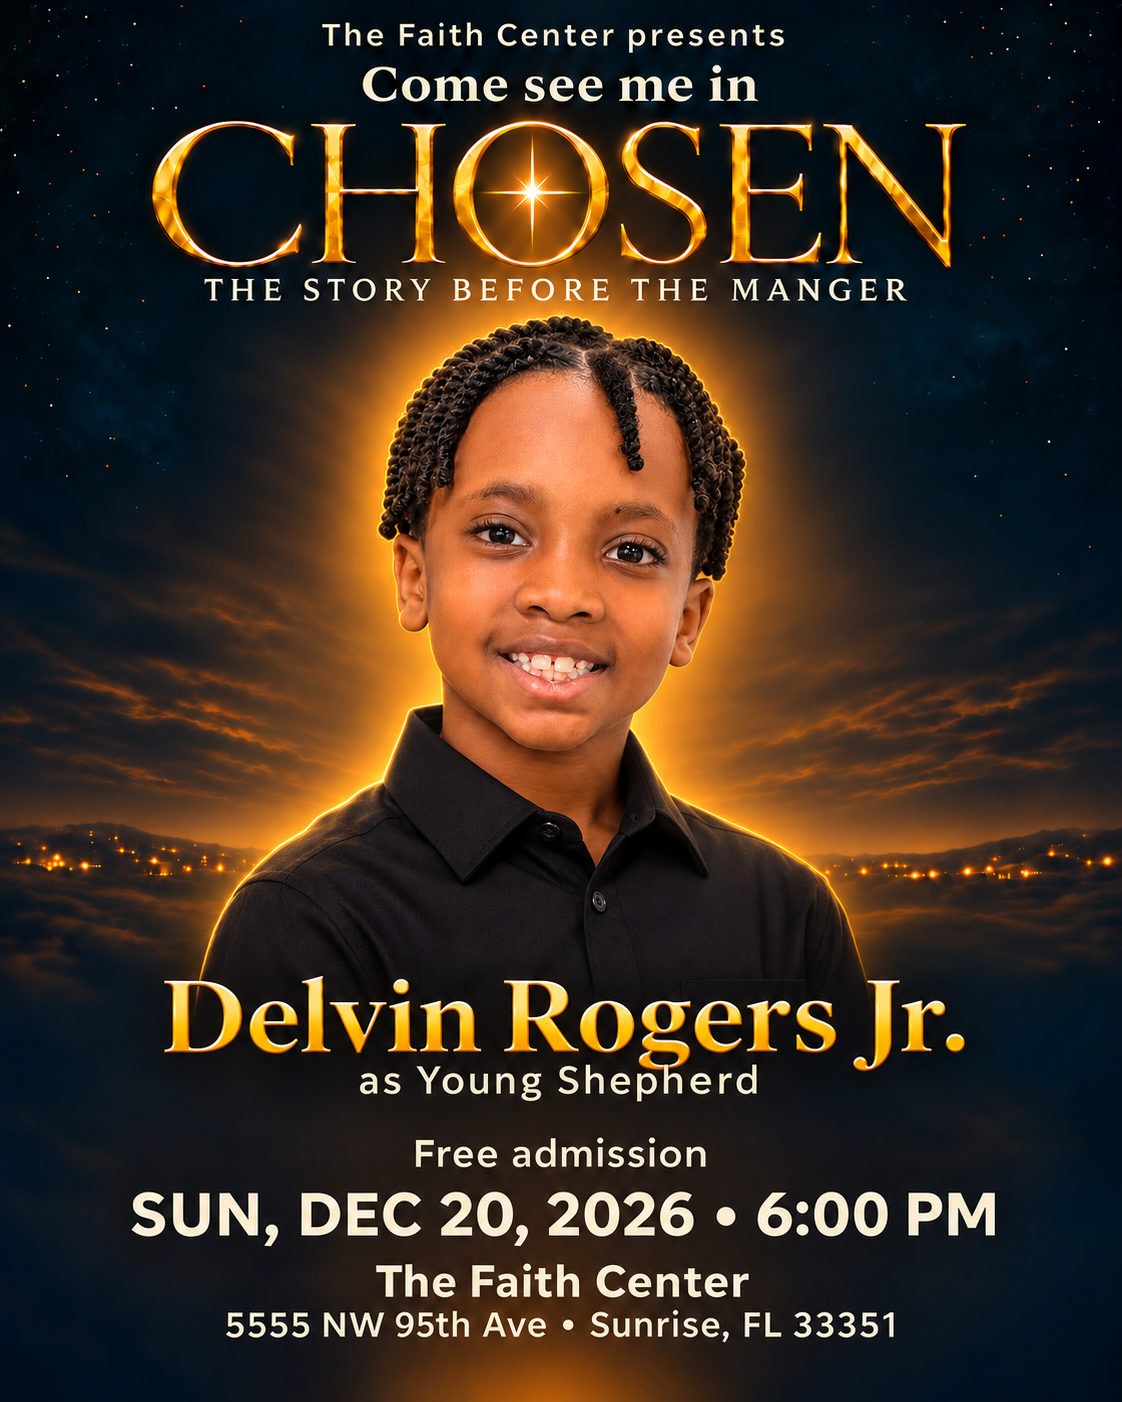 The Faith Center presents
Come see me in
CHOSEN
THE STORY BEFORE THE MANGER
Delvin Rogers Jr.
as Young Shepherd
Free admission
SUN, DEC 20, 2026 • 6:00 PM
The Faith Center
5555 NW 95th Ave • Sunrise, FL 33351